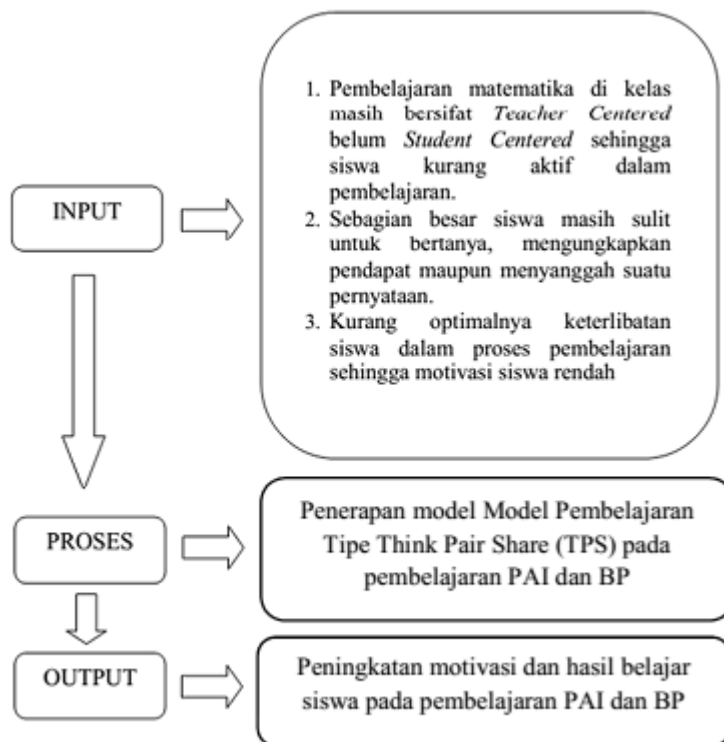 1. Pembelajaran matematika di kelas
masih bersifat Teacher Centered
belum Student Centered sehingga
siswa kurang aktif dalam
pembelajaran.
INPUT
2. Sebagian besar siswa masih sulit
untuk bertanya, mengungkapkan
pendapat maupun menyanggah suatu
pernyataan.
3. Kurang optimalnya keterlibatan
siswa dalam proses pembelajaran
sehingga motivasi siswa rendah
PROSES
Penerapan model Model Pembelajaran
Tipe Think Pair Share (TPS) pada
pembelajaran PAI dan BP
OUTPUT
Peningkatan motivasi dan hasil belajar
siswa pada pembelajaran PAI dan BP